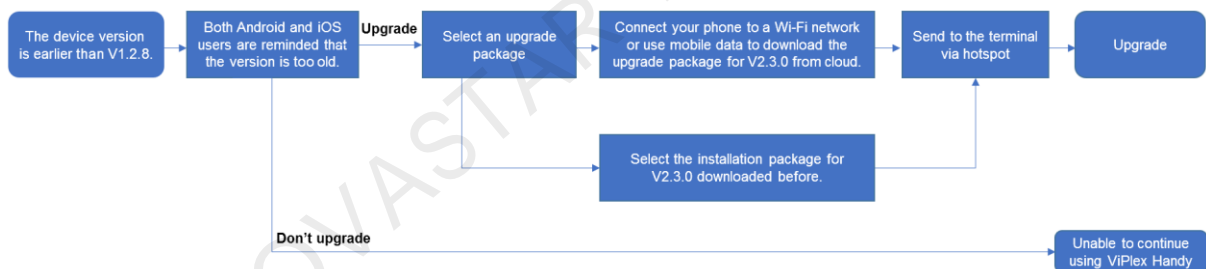 The device version
is earlier than V1.2.8.
Both Android and iOS
users are reminded that
the version is too old.
Upgrade
Select an upgrade
package
Connect your phone to a Wi-Fi network
or use mobile data to download the
upgrade package for V2.3.0 from cloud.
Send to the terminal
via hotspot
Upgrade
Select the installation package for
V2.3.0 downloaded before.
Don't upgrade
Unable to continue
using ViPlex Handy
OVASTAR